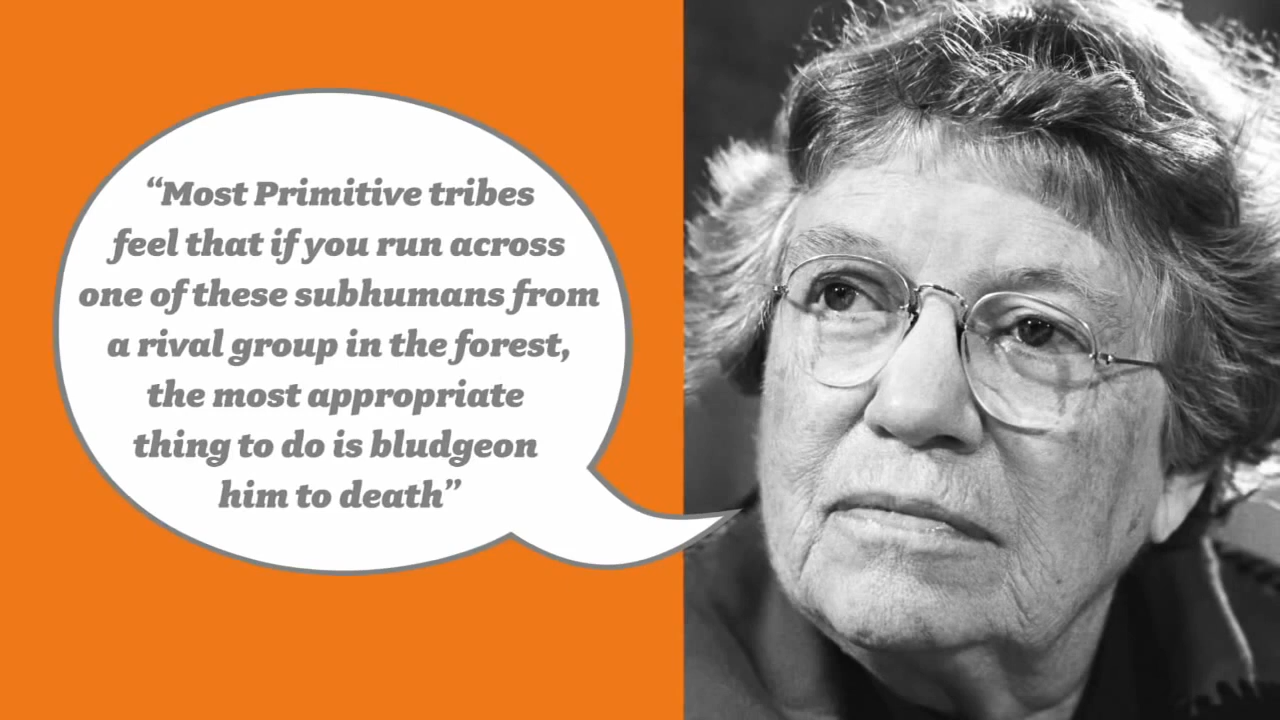 “Most Primitive tribes
feel that if you run across
one of these subhumans from
a rival group in the forest,
the most appropriate
thing to do is bludgeon
him to death”